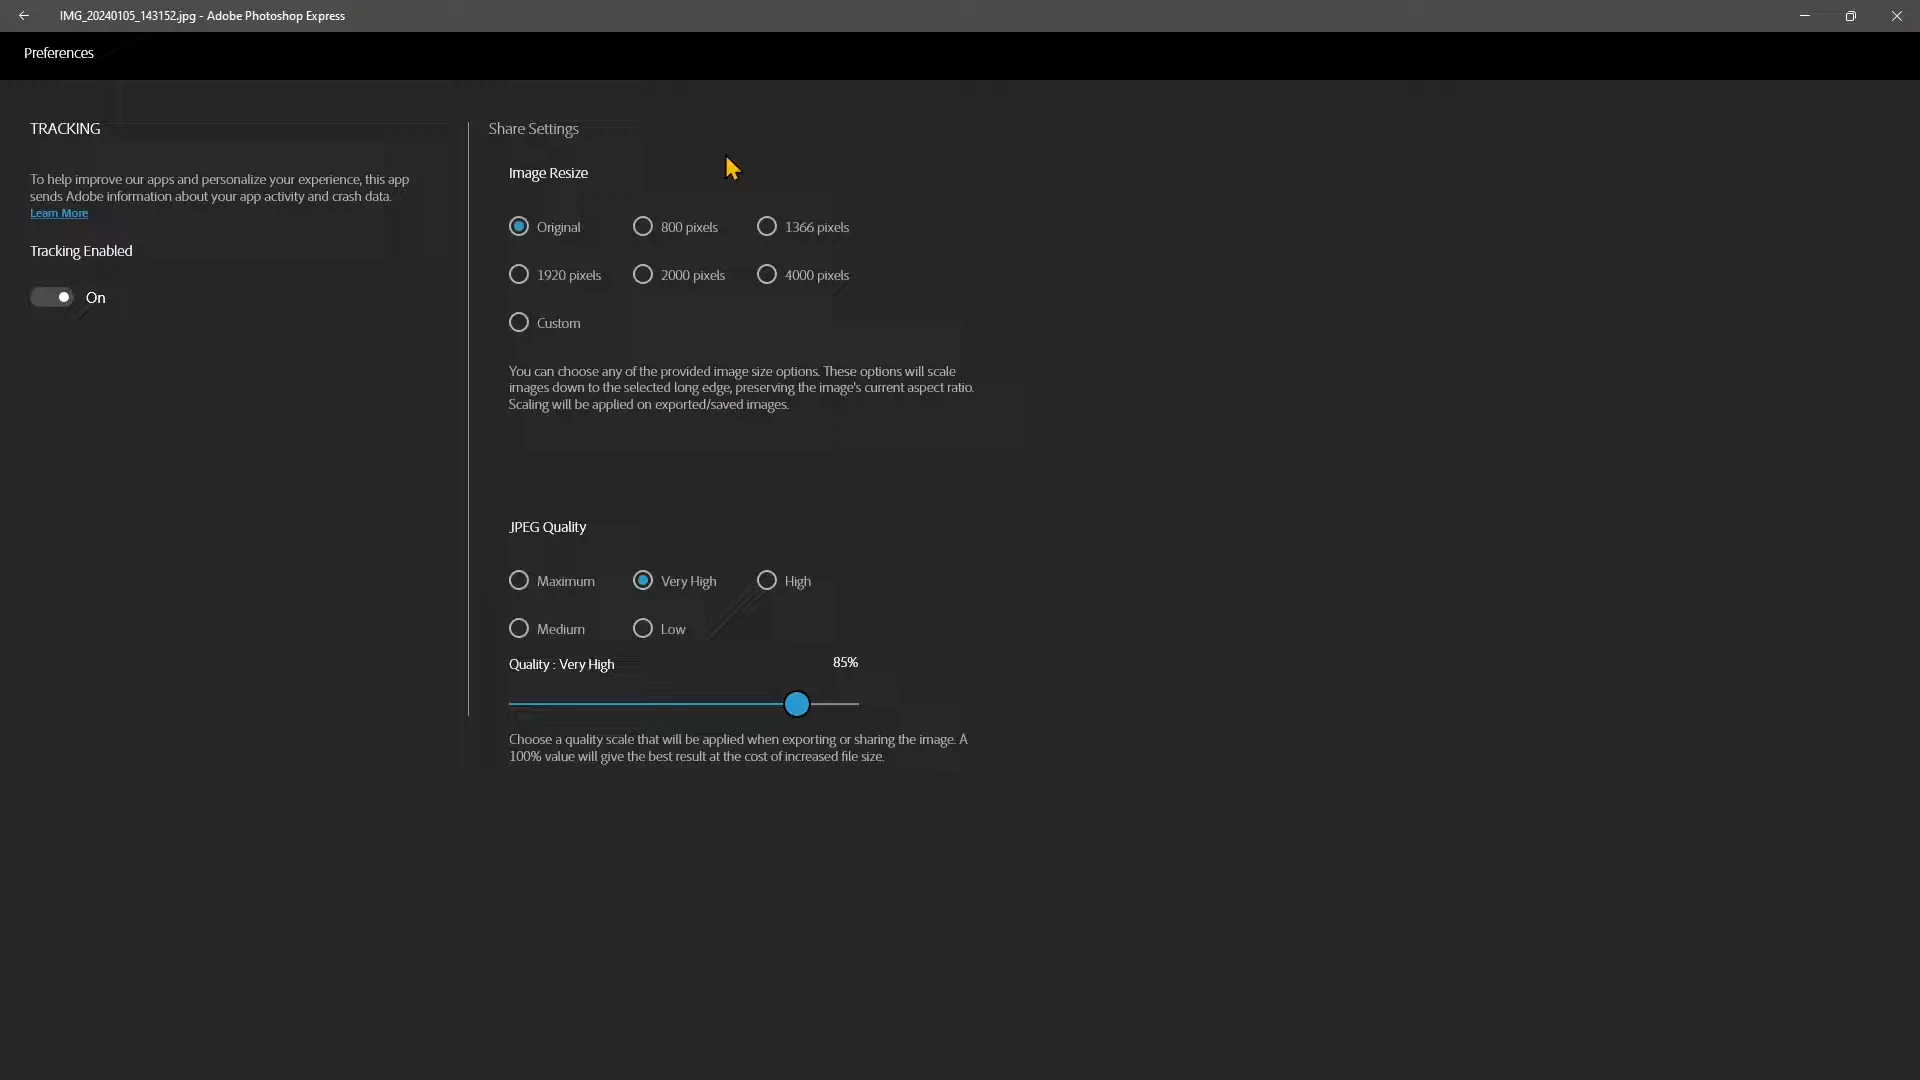 IMG_20240105_143152.jpg - Adobe Photoshop Express
Preferences
TRACKING
To help improve our apps and personalize your experience, this app
sends Adobe information about your app activity and crash data.
Learn More
Tracking Enabled
On
Share Settings
Image Resize
Original
800 pixels
1366 pixels
1920 pixels
2000 pixels
4000 pixels
Custom
You can choose any of the provided image size options. These options will scale
images down to the selected long edge, preserving the image's current aspect ratio.
Scaling will be applied on exported/saved images.
JPEG Quality
Maximum
Very High
High
Medium
Low
Quality : Very High
85%
Choose a quality scale that will be applied when exporting or sharing the image. A
100% value will give the best result at the cost of increased file size.